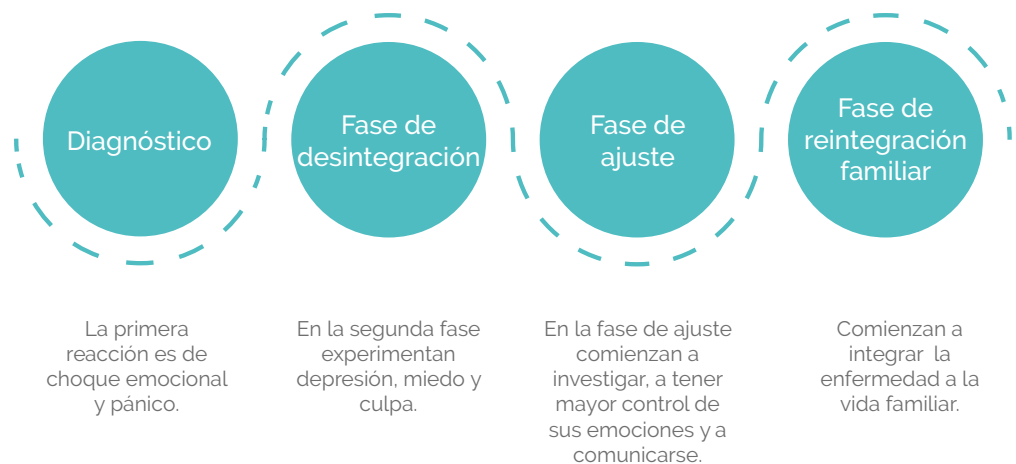 Diagnóstico
Fase de
desintegración
Fase de
ajuste
Fase de
reintegración
familiar
La primera
reacción es de
choque emocional
y pánico.
En la segunda fase
experimentan
depresión, miedo y
culpa.
En la fase de ajuste
comienzan a
investigar, a tener
mayor control de
sus emociones y a
comunicarse.
Comienzan a
integrar  la
enfermedad a la
vida familiar.